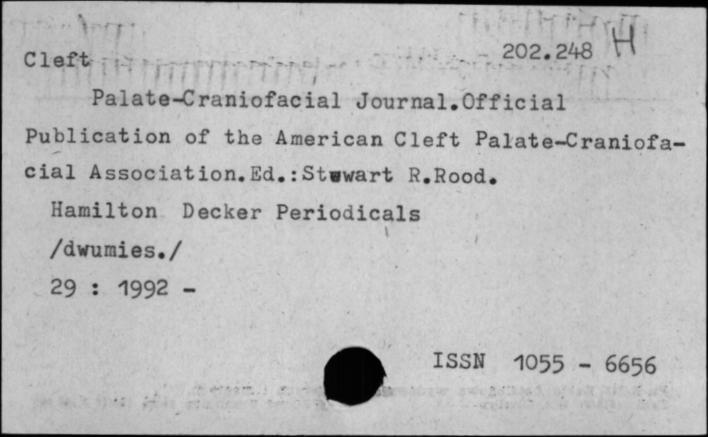 202.248 H
Cleft
Palate-Craniofacial Journal.Official
Publication of the American Cleft Palate-Craniofa-
cial Association.Ed.:Stewart R.Rood.
Hamilton Decker Periodicals
/dwumies./
29 : 1992 -
ISSN 1055 - 6656